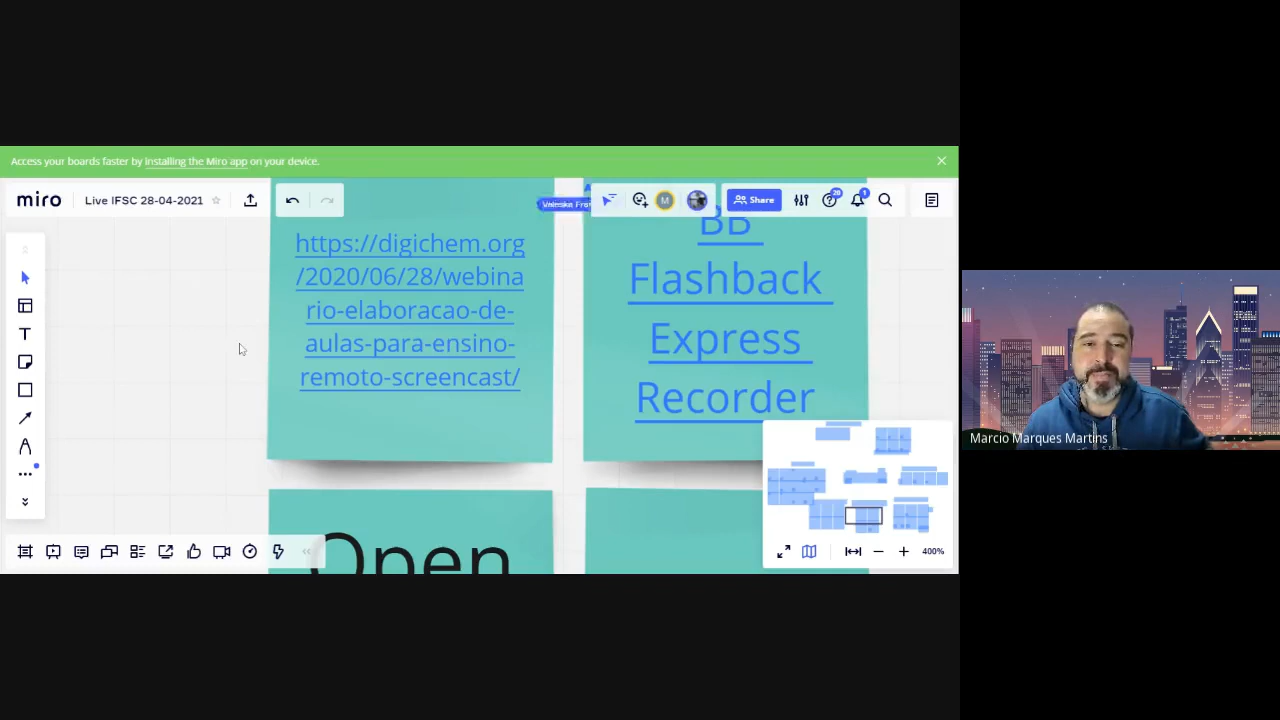 Access your boards faster by installing the Miro app on your device.
miro
Live IFSC 28-04-2021
M
Share
20
1
https://digichem.org
/2020/06/28/webina
rio-elaboracao-de-
aulas-para-ensino-
remoto-screencast/
BB
Flashback
Express
Recorder
Open
T
400%
Marcio Marques Martins